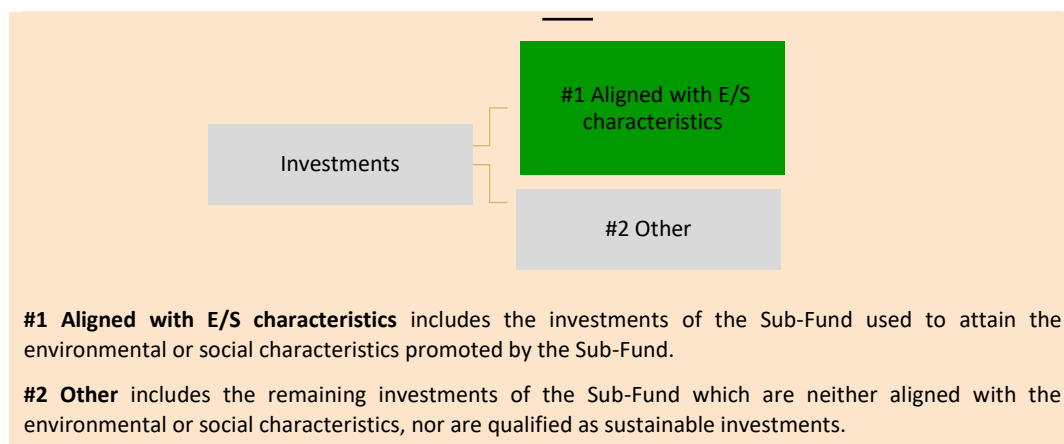 #1 Aligned with E/S
characteristics
Investments
#2 Other
#1 Aligned with E/S characteristics includes the investments of the Sub-Fund used to attain the
environmental or social characteristics promoted by the Sub-Fund.
#2 Other includes the remaining investments of the Sub-Fund which are neither aligned with the
environmental or social characteristics, nor are qualified as sustainable investments.